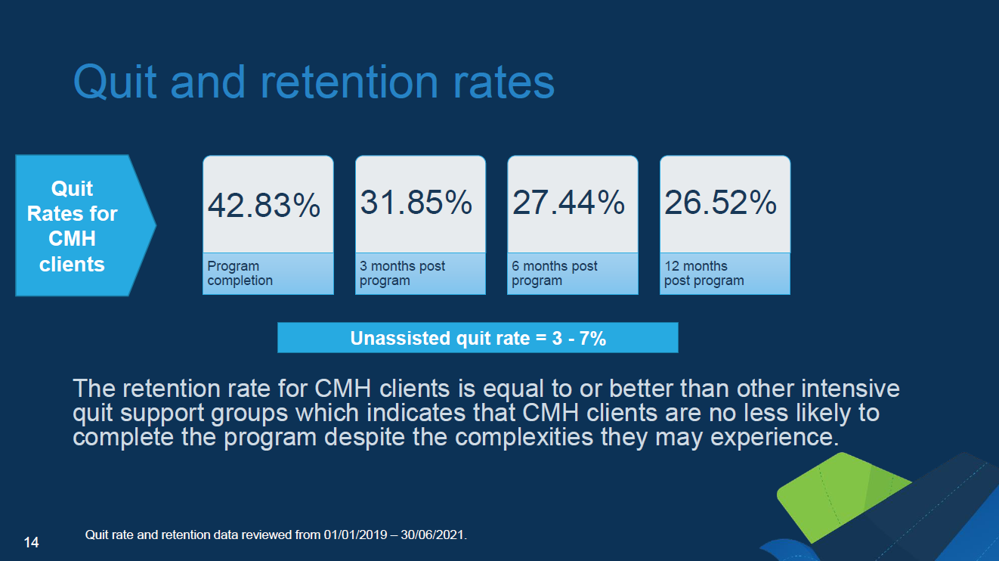 Quit and retention rates
Quit
Rates for
CMH
clients
42.83%
Program
completion
31.85%
3 months post
program
27.44%
6 months post
program
26.52%
12 months
post program
Unassisted quit rate = 3 - 7%
The retention rate for CMH clients is equal to or better than other intensive
quit support groups which indicates that CMH clients are no less likely to
complete the program despite the complexities they may experience.
14
Quit rate and retention data reviewed from 01/01/2019 – 30/06/2021.